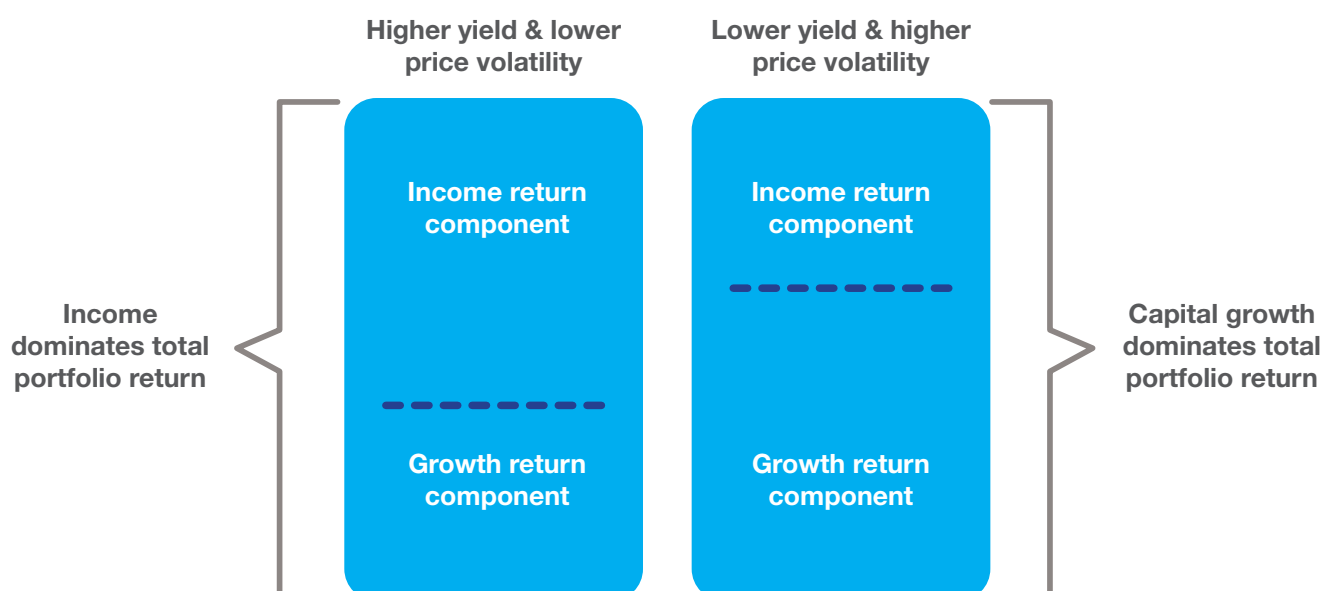 Higher yield & lower
price volatility
Lower yield & higher
price volatility
Income return
component
Income return
component
Income
dominates total
portfolio return
Capital growth
dominates total
portfolio return
Growth return
component
Growth return
component